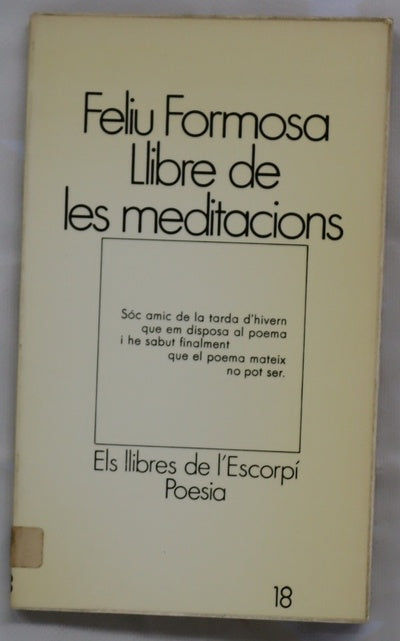 Feliu Formosa
Llibre de
les meditacions
Sóc amic de la tarda d'hivern
que em disposa al poema
i he sabut finalment
que el poema mateix
no pot ser.
Els llibres de l'Escorpí
Poesia
18